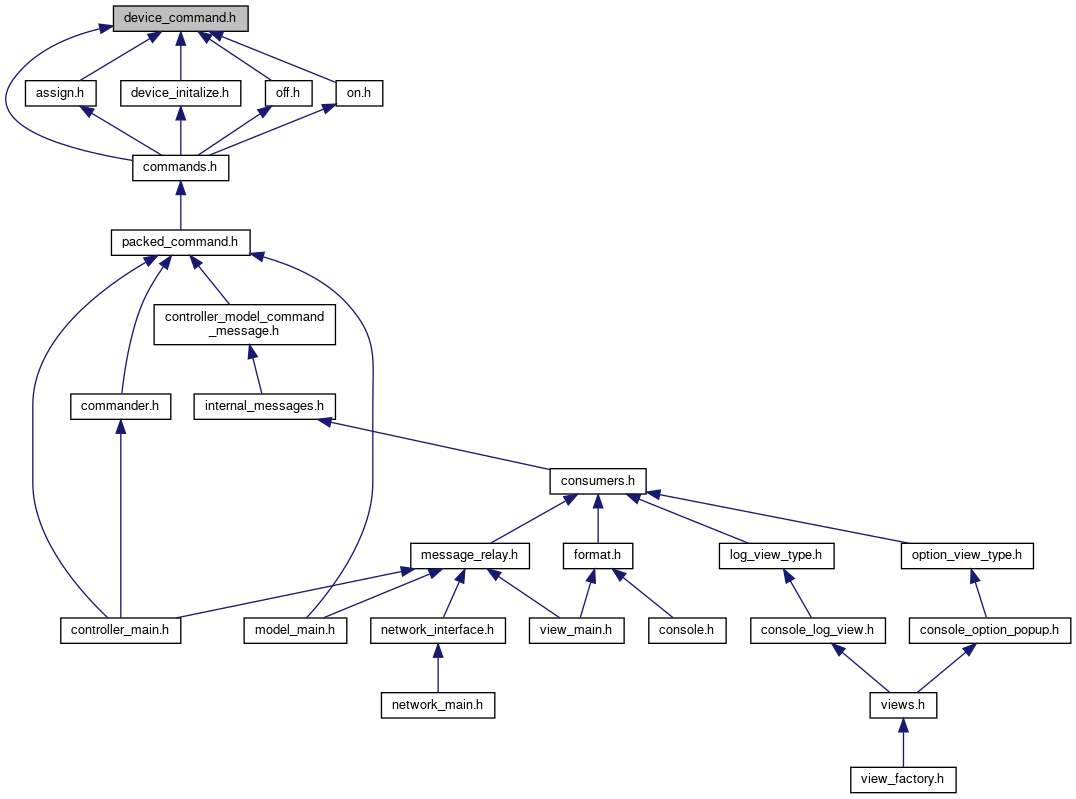 device_command.h
assign.h
device_initalize.h
off.h
on.h
commands.h
packed_command.h
controller_model_command
_message.h
commander.h
internal_messages.h
consumers.h
message_relay.h
format.h
log_view_type.h
option_view_type.h
controller_main.h
model_main.h
network_interface.h
view_main.h
console.h
console_log_view.h
console_option_popup.h
network_main.h
views.h
view_factory.h